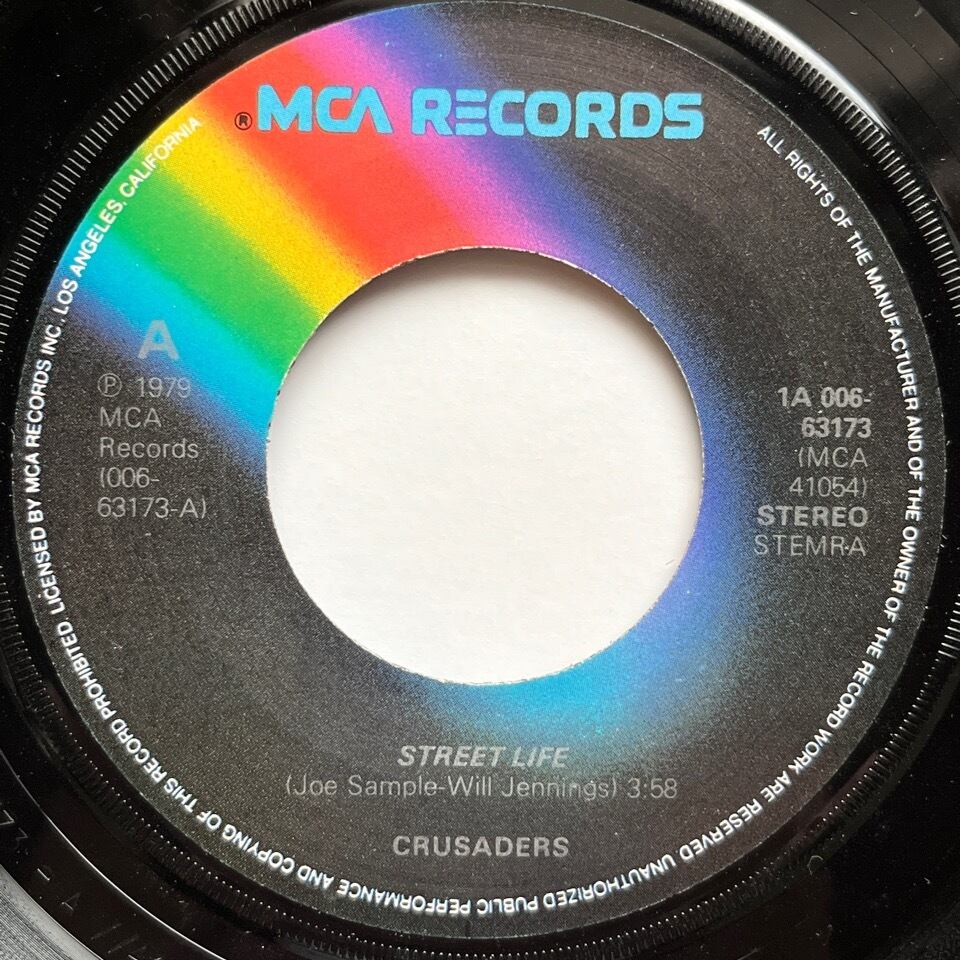 ® MCA RECORDS
A
℗ 1979
MCA
Records
(006-
63173-A)
1A 006-
63173
(MCA
41054)
STEREO
STEMRA
STREET LIFE
(Joe Sample-Will Jennings) 3:58
CRUSADERS
ALL RIGHTS OF THE MANUFACTURER AND OF THE OWNER OF THE RECORD WORK ARE RESERVED UNAUTHORIZED PUBLIC PERFORMANCE AND COPYING OF THIS RECORD PROHIBITED LICENSED BY MCA RECORDS INC. LOS ANGELES, CALIFORNIA